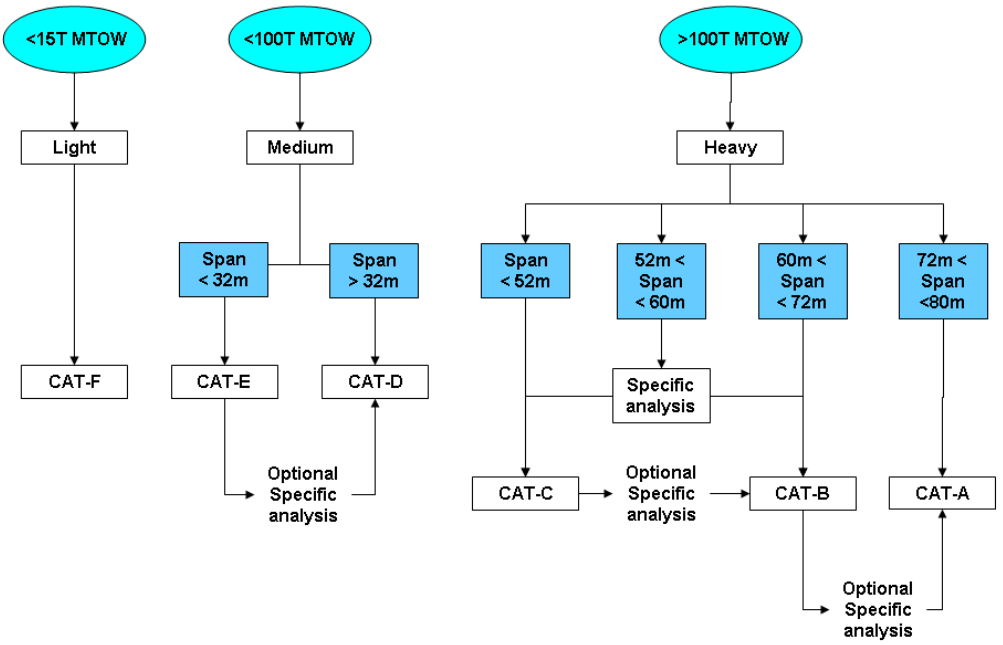 <15T MTOW
<100T MTOW
>100T MTOW
Light
Medium
Heavy
Span
< 32m
Span
> 32m
Span
< 52m
52m <
Span
< 60m
60m <
Span
< 72m
72m <
Span
<80m
CAT-F
CAT-E
CAT-D
Specific
analysis
Optional
Specific
analysis
CAT-C
Optional
Specific
analysis
CAT-B
CAT-A
Optional
Specific
analysis